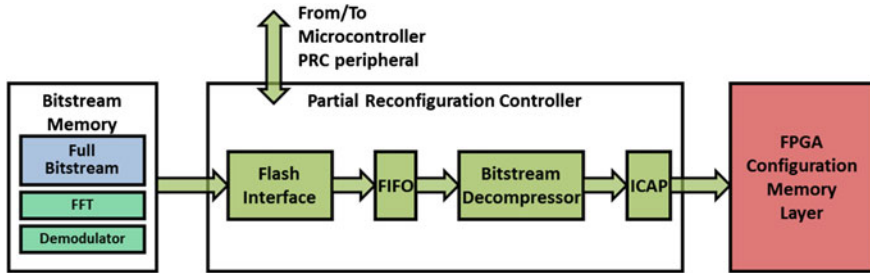 From/To
Microcontroller
PRC peripheral
Bitstream
Memory
Full
Bitstream
FFT
Demodulator
Partial Reconfiguration Controller
Flash
Interface
FIFO
Bitstream
Decompressor
ICAP
FPGA
Configuration
Memory
Layer